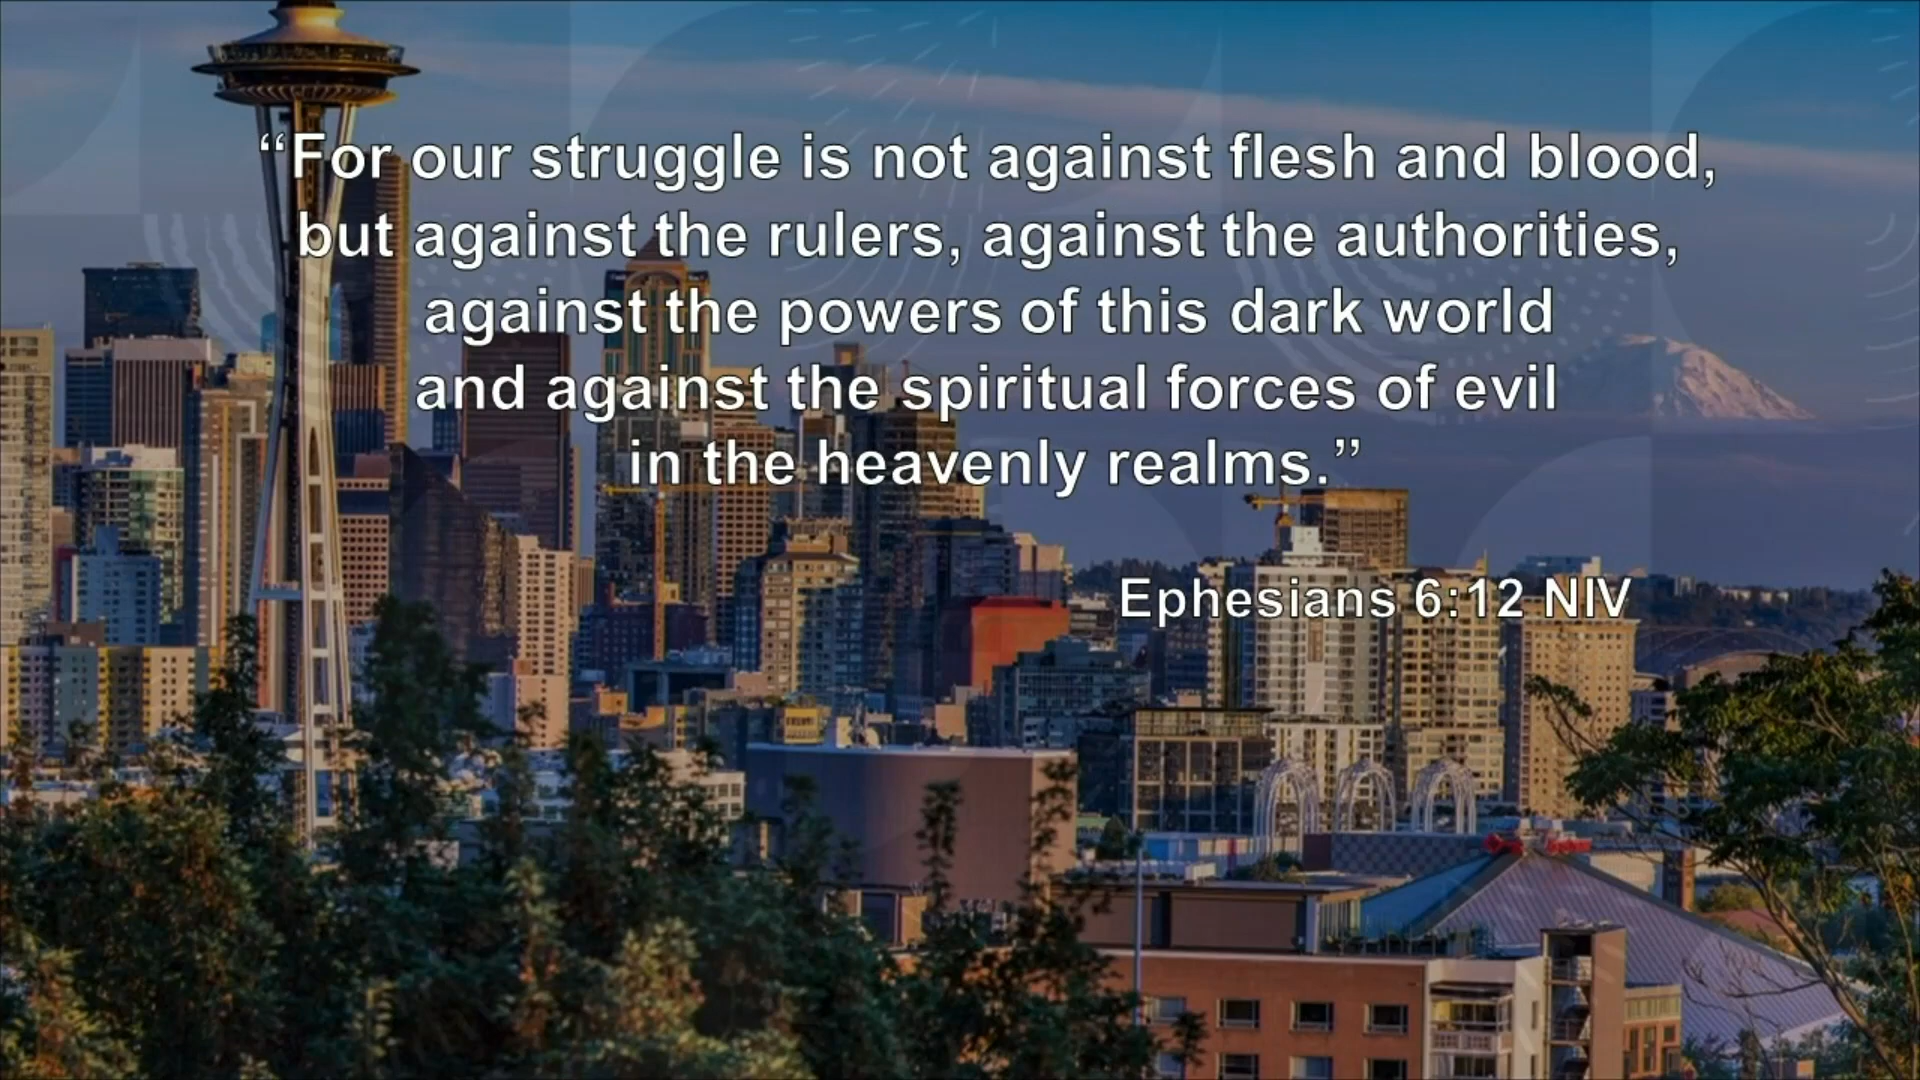 “For our struggle is not against flesh and blood,
but against the rulers, against the authorities,
against the powers of this dark world
and against the spiritual forces of evil
in the heavenly realms.”
Ephesians 6:12 NIV